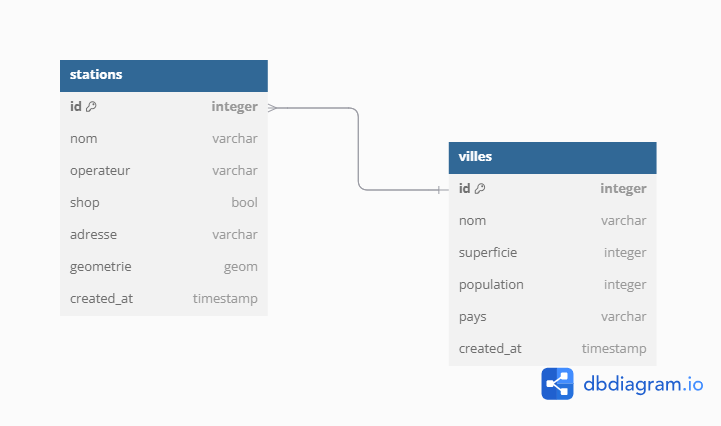 stations
id integer
nom varchar
operateur varchar
shop bool
adresse varchar
geometrie geom
created_at timestamp
villes
id integer
nom varchar
superficie integer
population integer
pays varchar
created_at timestamp
dbdiagram.io